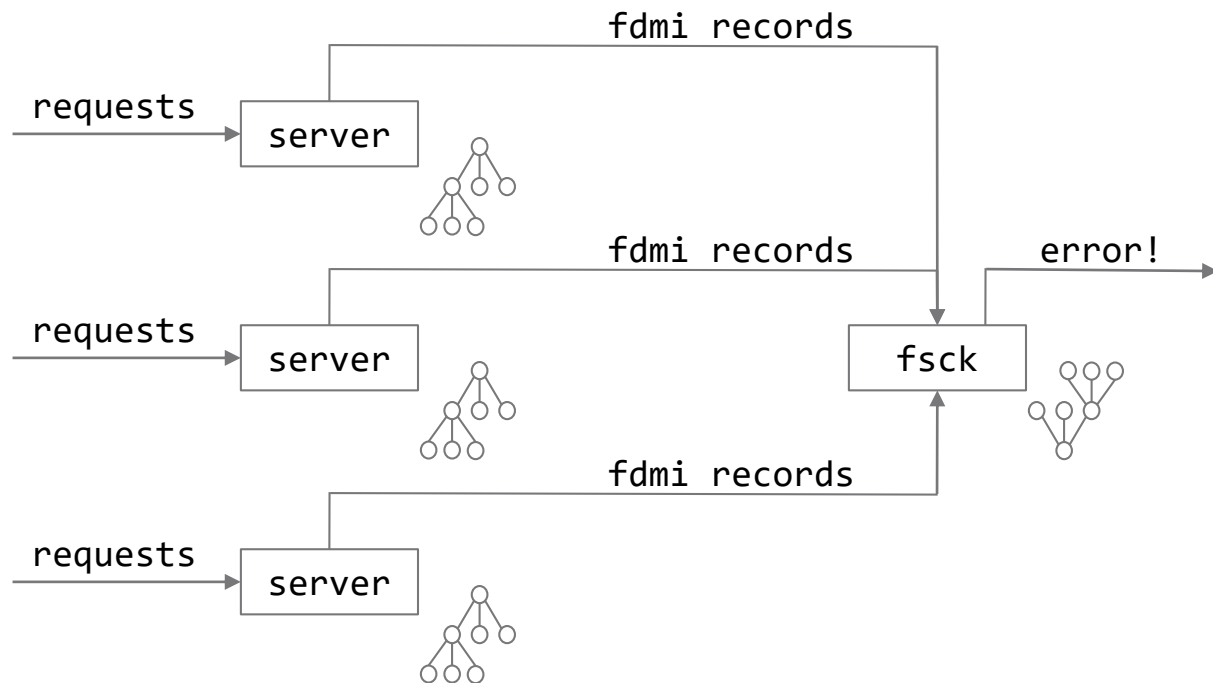 fdmi records
requests
server
fdmi records
error!
requests
server
fsck
fdmi records
requests
server